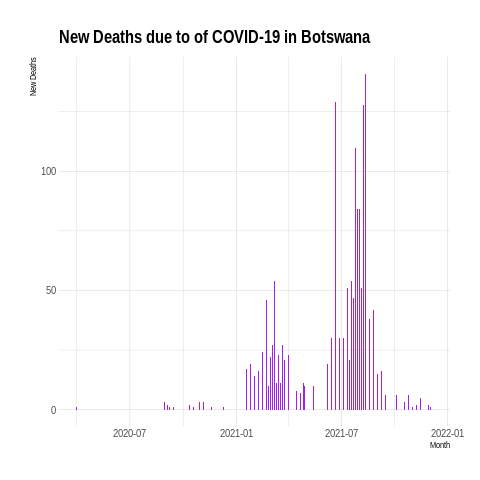 New Deaths due to of COVID-19 in Botswana
New Deaths
100
50
0
2020-07 2021-01 2021-07 2022-01
Month